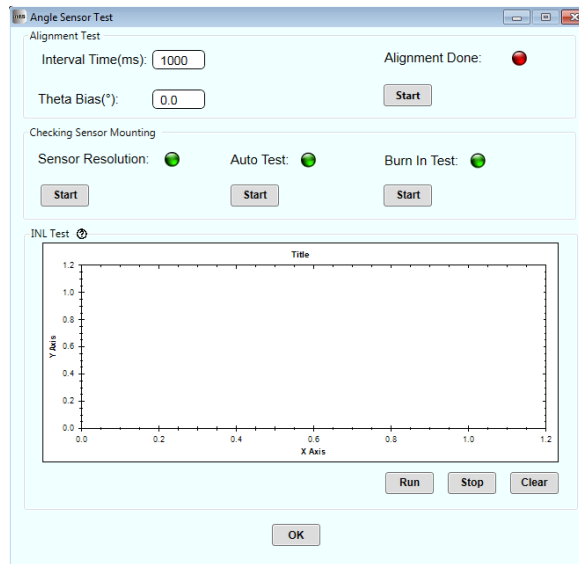 Angle Sensor Test
Alignment Test
Interval Time(ms): 1000
Alignment Done:
Theta Bias(°): 0.0
Start
Checking Sensor Mounting
Sensor Resolution:
Auto Test:
Burn In Test:
Start
Start
Start
INL Test
Title
1.2
1.0
0.8
0.6
0.4
0.2
0.0
Y Axis
0.0 0.2 0.4 0.6 0.8 1.0 1.2
X Axis
Run Stop Clear
OK